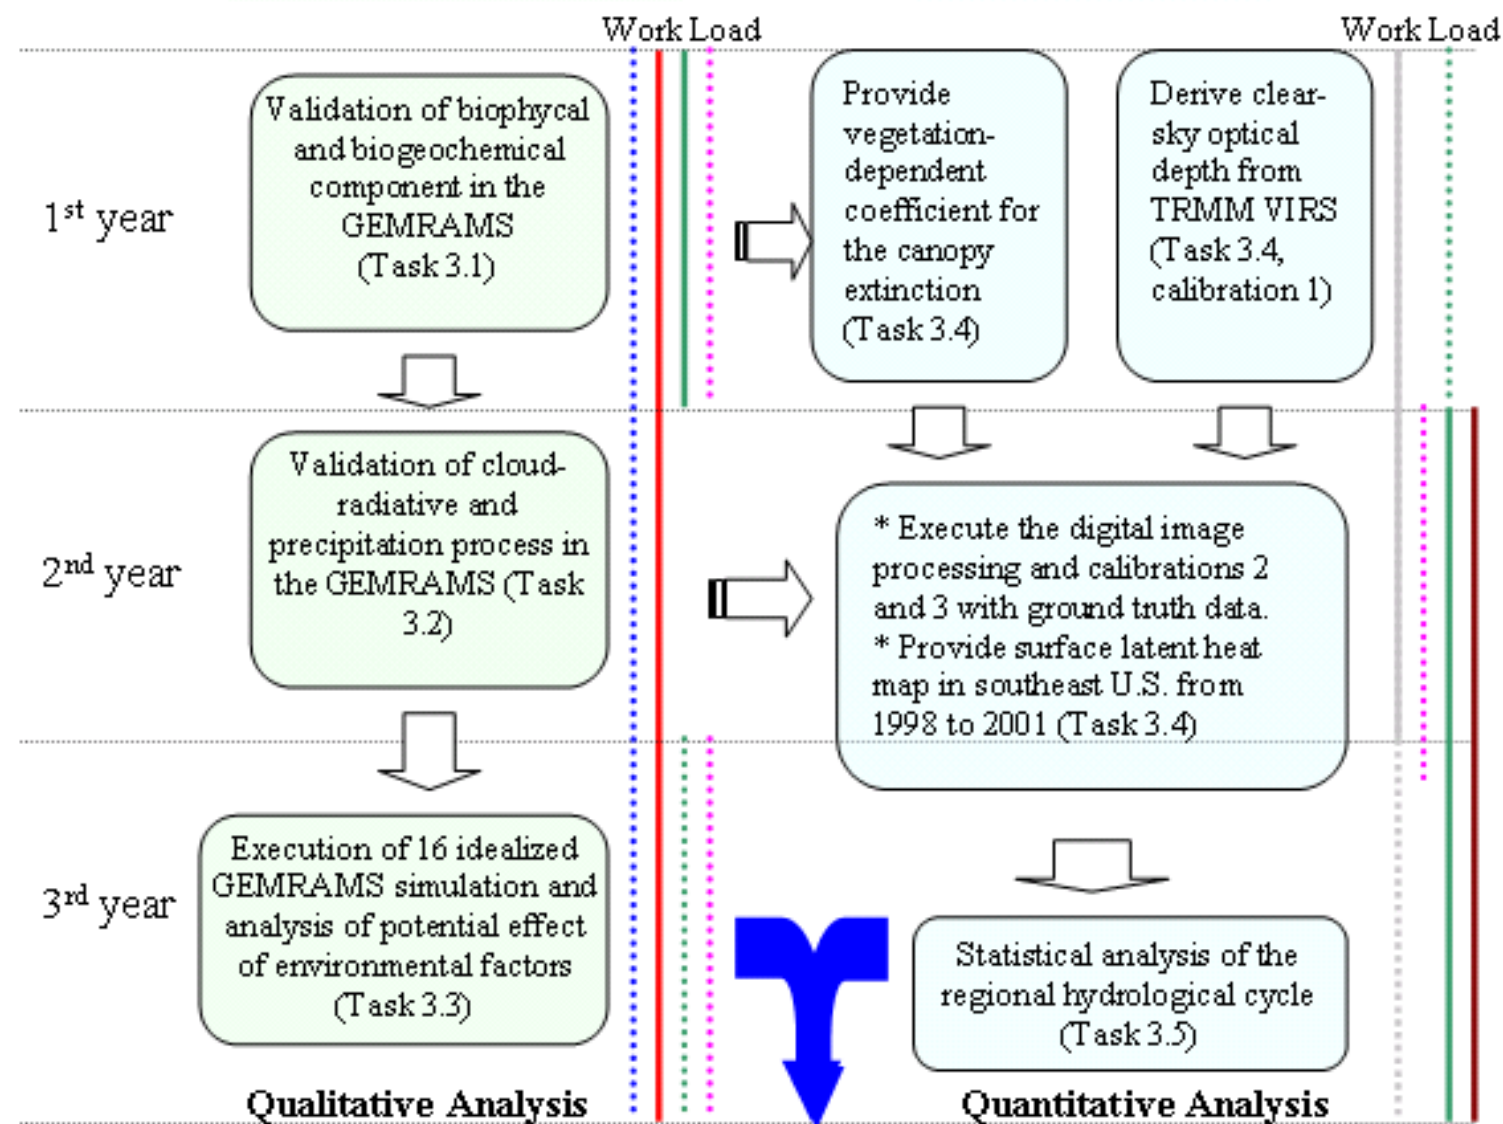 Work Load
Work Load
1st year
Validation of biophycal
and biogeochemical
component in the
GEMRAMS
(Task 3.1)
Provide
vegetation-
dependent
coefficient for
the canopy
extinction
(Task 3.4)
Derive clear-
sky optical
depth from
TRMM VIRS
(Task 3.4,
calibration 1)
2nd year
Validation of cloud-
radiative and
precipitation process in
the GEMRAMS (Task
3.2)
* Execute the digital image
processing and calibrations 2
and 3 with ground truth data.
* Provide surface latent heat
map in southeast U.S. from
1998 to 2001 (Task 3.4)
3rd year
Execution of 16 idealized
GEMRAMS simulation and
analysis of potential effect
of environmental factors
(Task 3.3)
Statistical analysis of the
regional hydrological cycle
(Task 3.5)
Qualitative Analysis
Quantitative Analysis